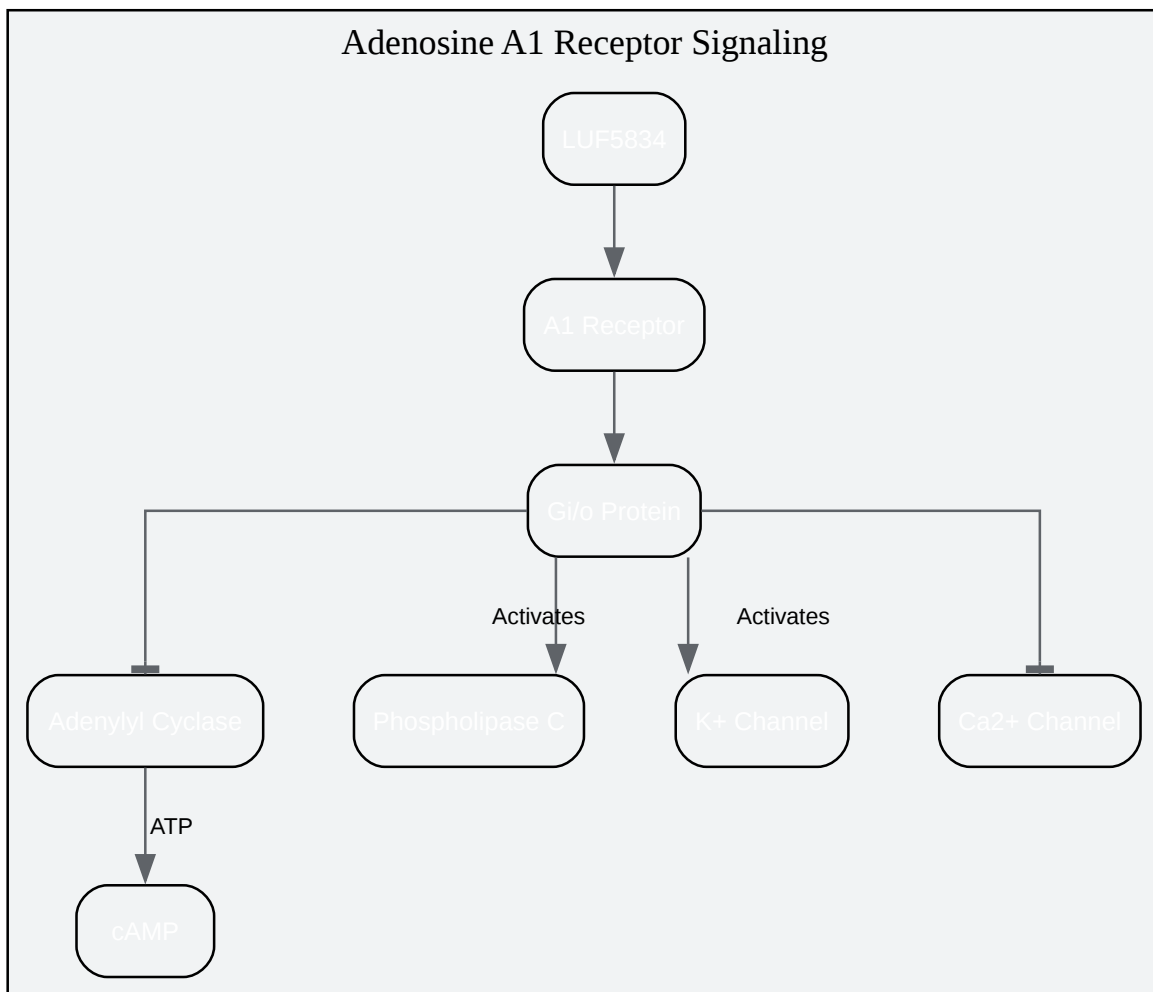 Adenosine A1 Receptor Signaling
LUF5834
A1 Receptor
Gi/o Protein
Activates
Activates
Adenylyl Cyclase
Phospholipase C
K+ Channel
Ca2+ Channel
ATP
cAMP